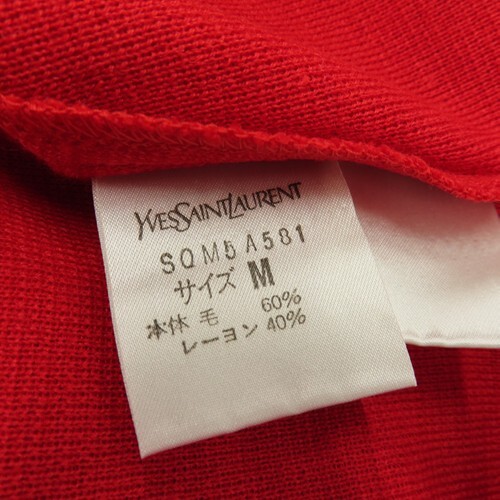 YVESSAINTLAURENT
SQM5A581
サイズ M
本体 毛 60%
レーヨン 40%